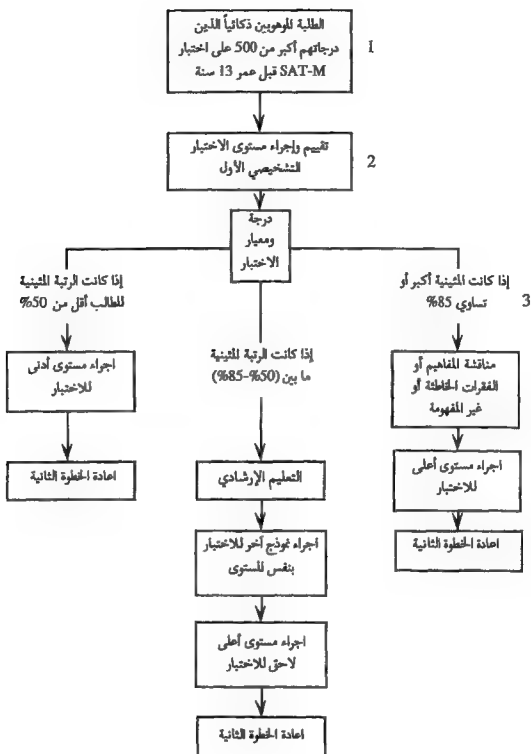 الطلبة الموهوبين ذكائياً الذين
درجاتهم أكبر من 500 على اختبار
SAT-M قبل عمر 13 سنة
1
تقييم وإجراء مستوى الاختبار
التشخيصي الأول
2
درجة
ومعيار
الاختبار
إذا كانت المئينية أكبر أو
تساوي 85%
3
مناقشة المفاهيم أو
الفقرات الخاطئة أو
غير المفهومة
اجراء مستوى أعلى
للاختبار
اعادة الخطوة الثانية
إذا كانت الرتبة المئينية
ما بين (50%-85%)
التعليم الإرشادي
اجراء نموذج آخر للاختبار
بنفس المستوى
اجراء مستوى أعلى
لاحق للاختبار
اعادة الخطوة الثانية
إذا كانت الرتبة المئينية
للطالب أقل من 50%
اجراء مستوى أدنى
للاختبار
اعادة الخطوة الثانية